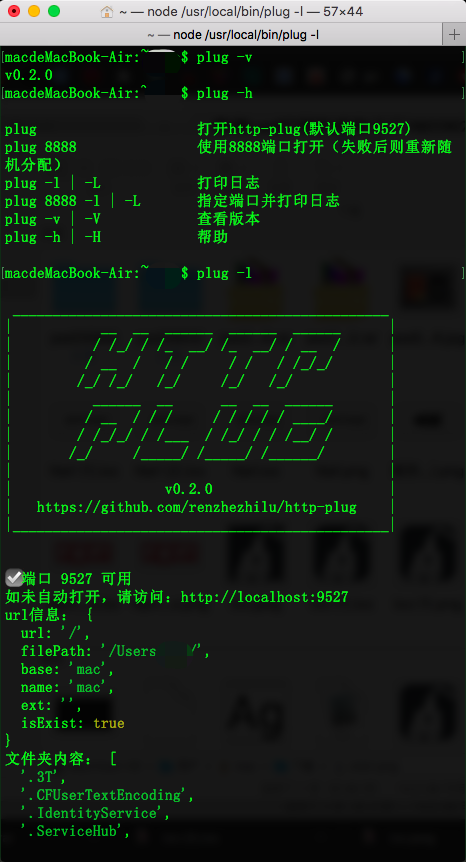 ~ — node /usr/local/bin/plug -l — 57×44
~ — node /usr/local/bin/plug -l
macdeMacBook-Air:~ $ plug -v
v0.2.0
macdeMacBook-Air:~ $ plug -h
plug 打开http-plug(默认端口9527)
plug 8888 使用8888端口打开（失败后则重新随
机分配）
plug -l | -L 打印日志
plug 8888 -l | -L 指定端口并打印日志
plug -v | -V 查看版本
plug -h | -H 帮助
macdeMacBook-Air:~ $ plug -l
HTTP
PLUG
v0.2.0
https://github.com/renzhezhilu/http-plug
端口 9527 可用
如未自动打开，请访问：http://localhost:9527
url信息： {
url: '/',
filePath: '/Users /',
base: 'mac',
name: 'mac',
ext: '',
isExist: true
}
文件夹内容： [
'.3T',
'.CFUserTextEncoding',
'.IdentityService',
'.ServiceHub',